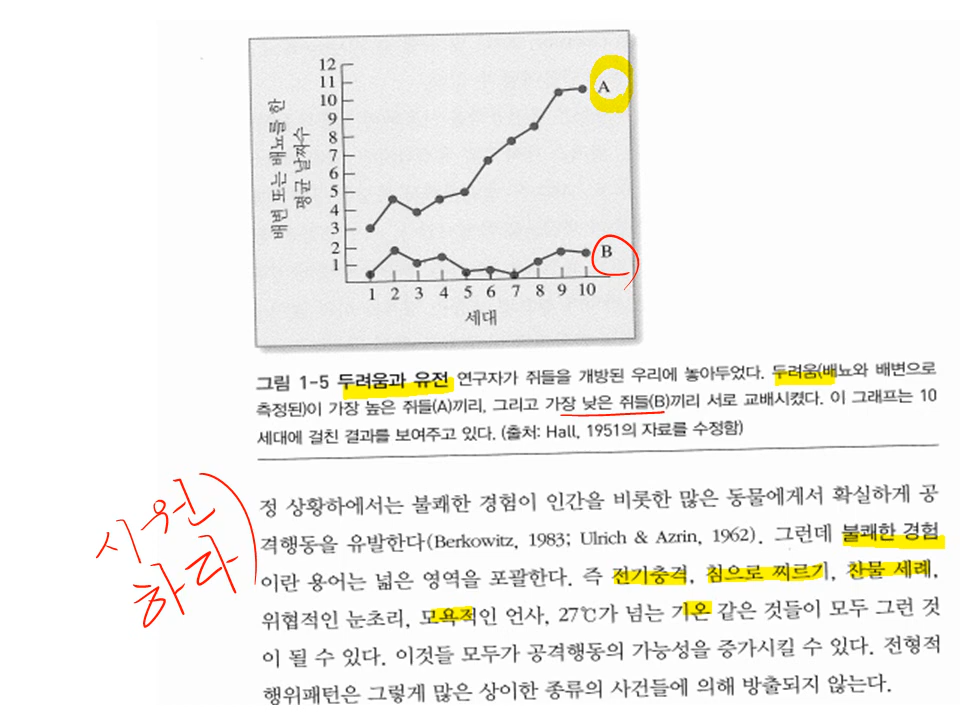 12
11
10
9
8
7
6
5
4
3
2
1
배변 또는 배뇨를 한
평균 날짜수
A
B
1 2 3 4 5 6 7 8 9 10
세대
그림 1-5 두려움과 유전 연구자가 쥐들을 개방된 우리에 놓아두었다. 두려움(배뇨와 배변으로
측정된)이 가장 높은 쥐들(A)끼리, 그리고 가장 낮은 쥐들(B)끼리 서로 교배시켰다. 이 그래프는 10
세대에 걸친 결과를 보여주고 있다. (출처: Hall, 1951의 자료를 수정함)
정 상황하에서는 불쾌한 경험이 인간을 비롯한 많은 동물에게서 확실하게 공
격행동을 유발한다(Berkowitz, 1983; Ulrich & Azrin, 1962). 그런데 불쾌한 경험
이란 용어는 넓은 영역을 포괄한다. 즉 전기충격, 침으로 찌르기, 찬물 세례,
위협적인 눈초리, 모욕적인 언사, 27℃가 넘는 기온 같은 것들이 모두 그런 것
이 될 수 있다. 이것들 모두가 공격행동의 가능성을 증가시킬 수 있다. 전형적
행위패턴은 그렇게 많은 상이한 종류의 사건들에 의해 방출되지 않는다.
시원
하다